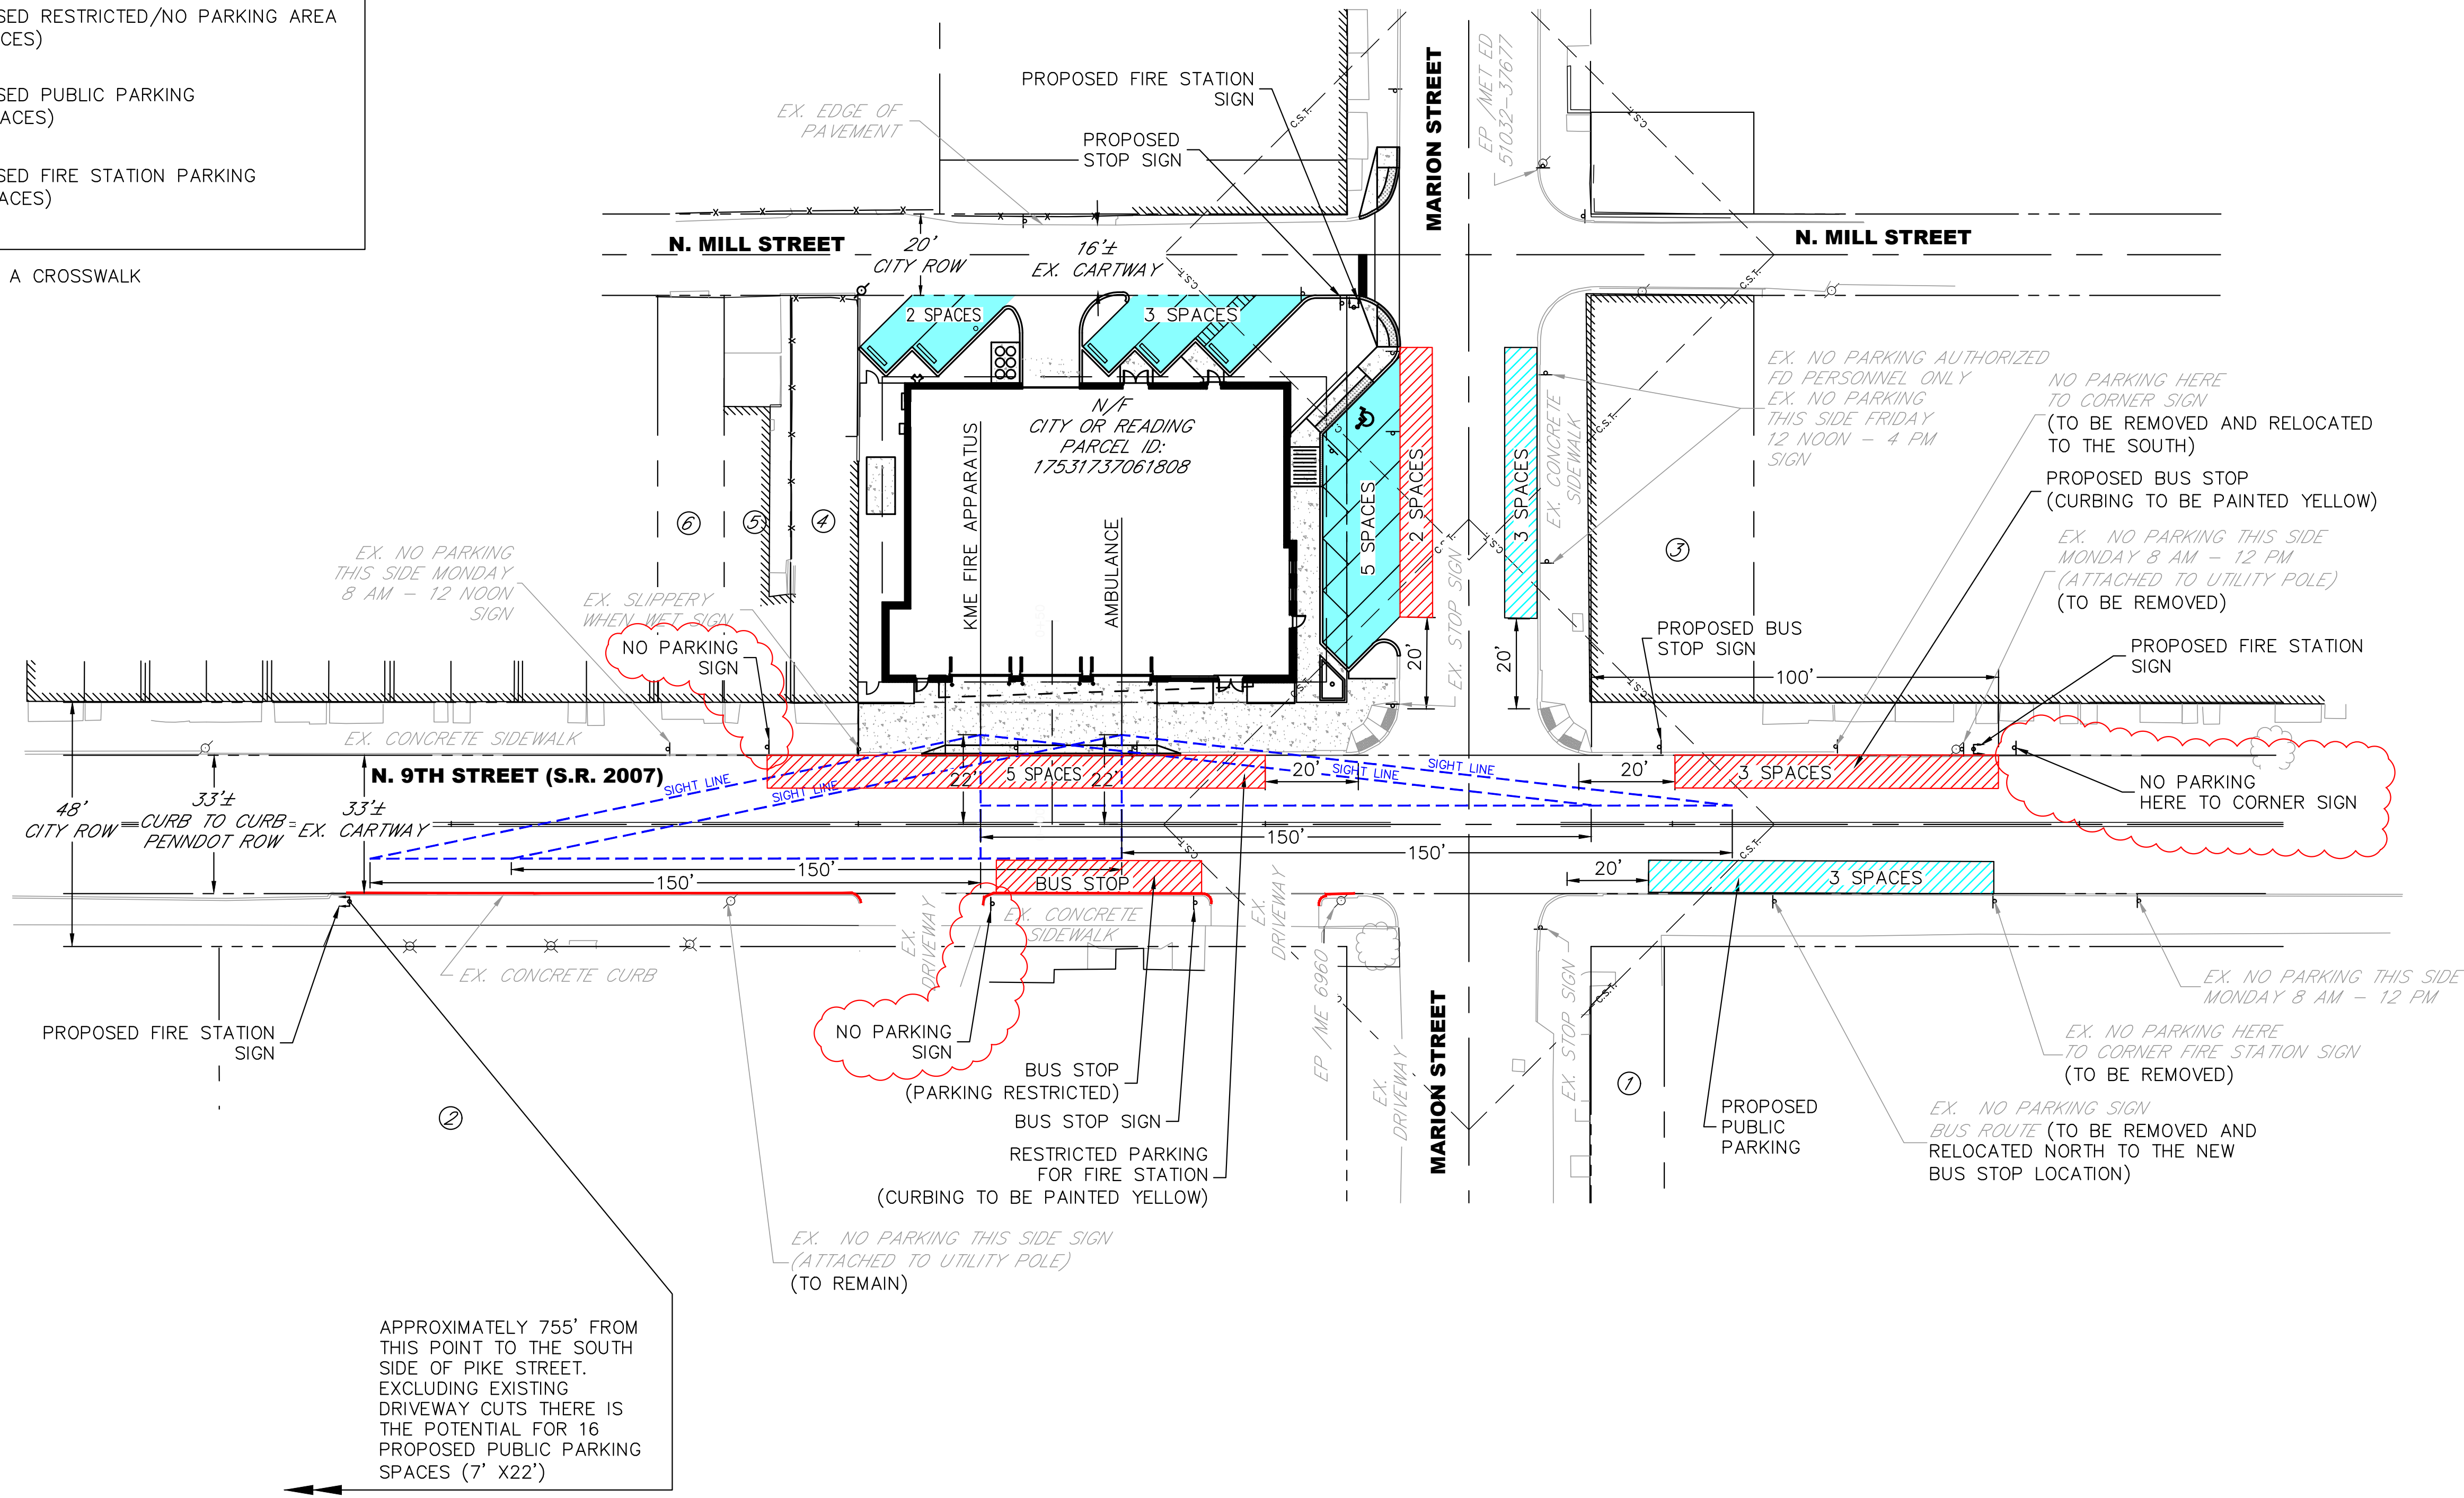 SED RESTRICTED/NO PARKING AREA
CES)
SED PUBLIC PARKING
ACES)
SED FIRE STATION PARKING
ACES)
A CROSSWALK
EX. EDGE OF
PAVEMENT
PROPOSED FIRE STATION
SIGN
PROPOSED
STOP SIGN
MARION STREET
EP /MET ED
51032-37677
C.S.T.
C.S.T.
N. MILL STREET
20'
CITY ROW
16'±
EX. CARTWAY
C.S.T.
N. MILL STREET
C.S.T.
2 SPACES
3 SPACES
N/F
CITY OR READING
PARCEL ID:
17531737061808
KME FIRE APPARATUS
AMBULANCE
5 SPACES
2 SPACES
3 SPACES
C.S.T.
C.S.T.
C.S.T.
EX. CONCRETE
SIDEWALK
EX. STOP SIGN
20'
20'
EX. NO PARKING AUTHORIZED
FD PERSONNEL ONLY
EX. NO PARKING
THIS SIDE FRIDAY
12 NOON - 4 PM
SIGN
NO PARKING HERE
TO CORNER SIGN
(TO BE REMOVED AND RELOCATED
TO THE SOUTH)
PROPOSED BUS STOP
(CURBING TO BE PAINTED YELLOW)
EX. NO PARKING THIS SIDE
MONDAY 8 AM - 12 PM
(ATTACHED TO UTILITY POLE)
(TO BE REMOVED)
6
5
4
3
EX. NO PARKING
THIS SIDE MONDAY
8 AM - 12 NOON
SIGN
EX. SLIPPERY
WHEN WET SIGN
NO PARKING
SIGN
PROPOSED BUS
STOP SIGN
PROPOSED FIRE STATION
SIGN
100'
C.S.T.
C.S.T.
EX. CONCRETE SIDEWALK
N. 9TH STREET (S.R. 2007)
SIGHT LINE
SIGHT LINE
5 SPACES
22'
22'
20'
SIGHT LINE
SIGHT LINE
20'
3 SPACES
NO PARKING
HERE TO CORNER SIGN
48'
CITY ROW
33'±
CURB TO CURB
PENNDOT ROW
33'±
EX. CARTWAY
150'
150'
150'
150'
C.S.T.
C.S.T.
BUS STOP
20'
3 SPACES
EX. CONCRETE
SIDEWALK
EX.
DRIVEWAY
EX.
DRIVEWAY
EP /ME 6960
EX.
DRIVEWAY
MARION STREET
EX. STOP SIGN
C.S.T.
EX. CONCRETE CURB
PROPOSED FIRE STATION
SIGN
NO PARKING
SIGN
BUS STOP
(PARKING RESTRICTED)
BUS STOP SIGN
RESTRICTED PARKING
FOR FIRE STATION
(CURBING TO BE PAINTED YELLOW)
EX. NO PARKING THIS SIDE
MONDAY 8 AM - 12 PM
EX. NO PARKING HERE
TO CORNER FIRE STATION SIGN
(TO BE REMOVED)
PROPOSED
PUBLIC
PARKING
EX. NO PARKING SIGN
BUS ROUTE (TO BE REMOVED AND
RELOCATED NORTH TO THE NEW
BUS STOP LOCATION)
1
2
EX. NO PARKING THIS SIDE SIGN
(ATTACHED TO UTILITY POLE)
(TO REMAIN)
APPROXIMATELY 755' FROM
THIS POINT TO THE SOUTH
SIDE OF PIKE STREET.
EXCLUDING EXISTING
DRIVEWAY CUTS THERE IS
THE POTENTIAL FOR 16
PROPOSED PUBLIC PARKING
SPACES (7' X22')